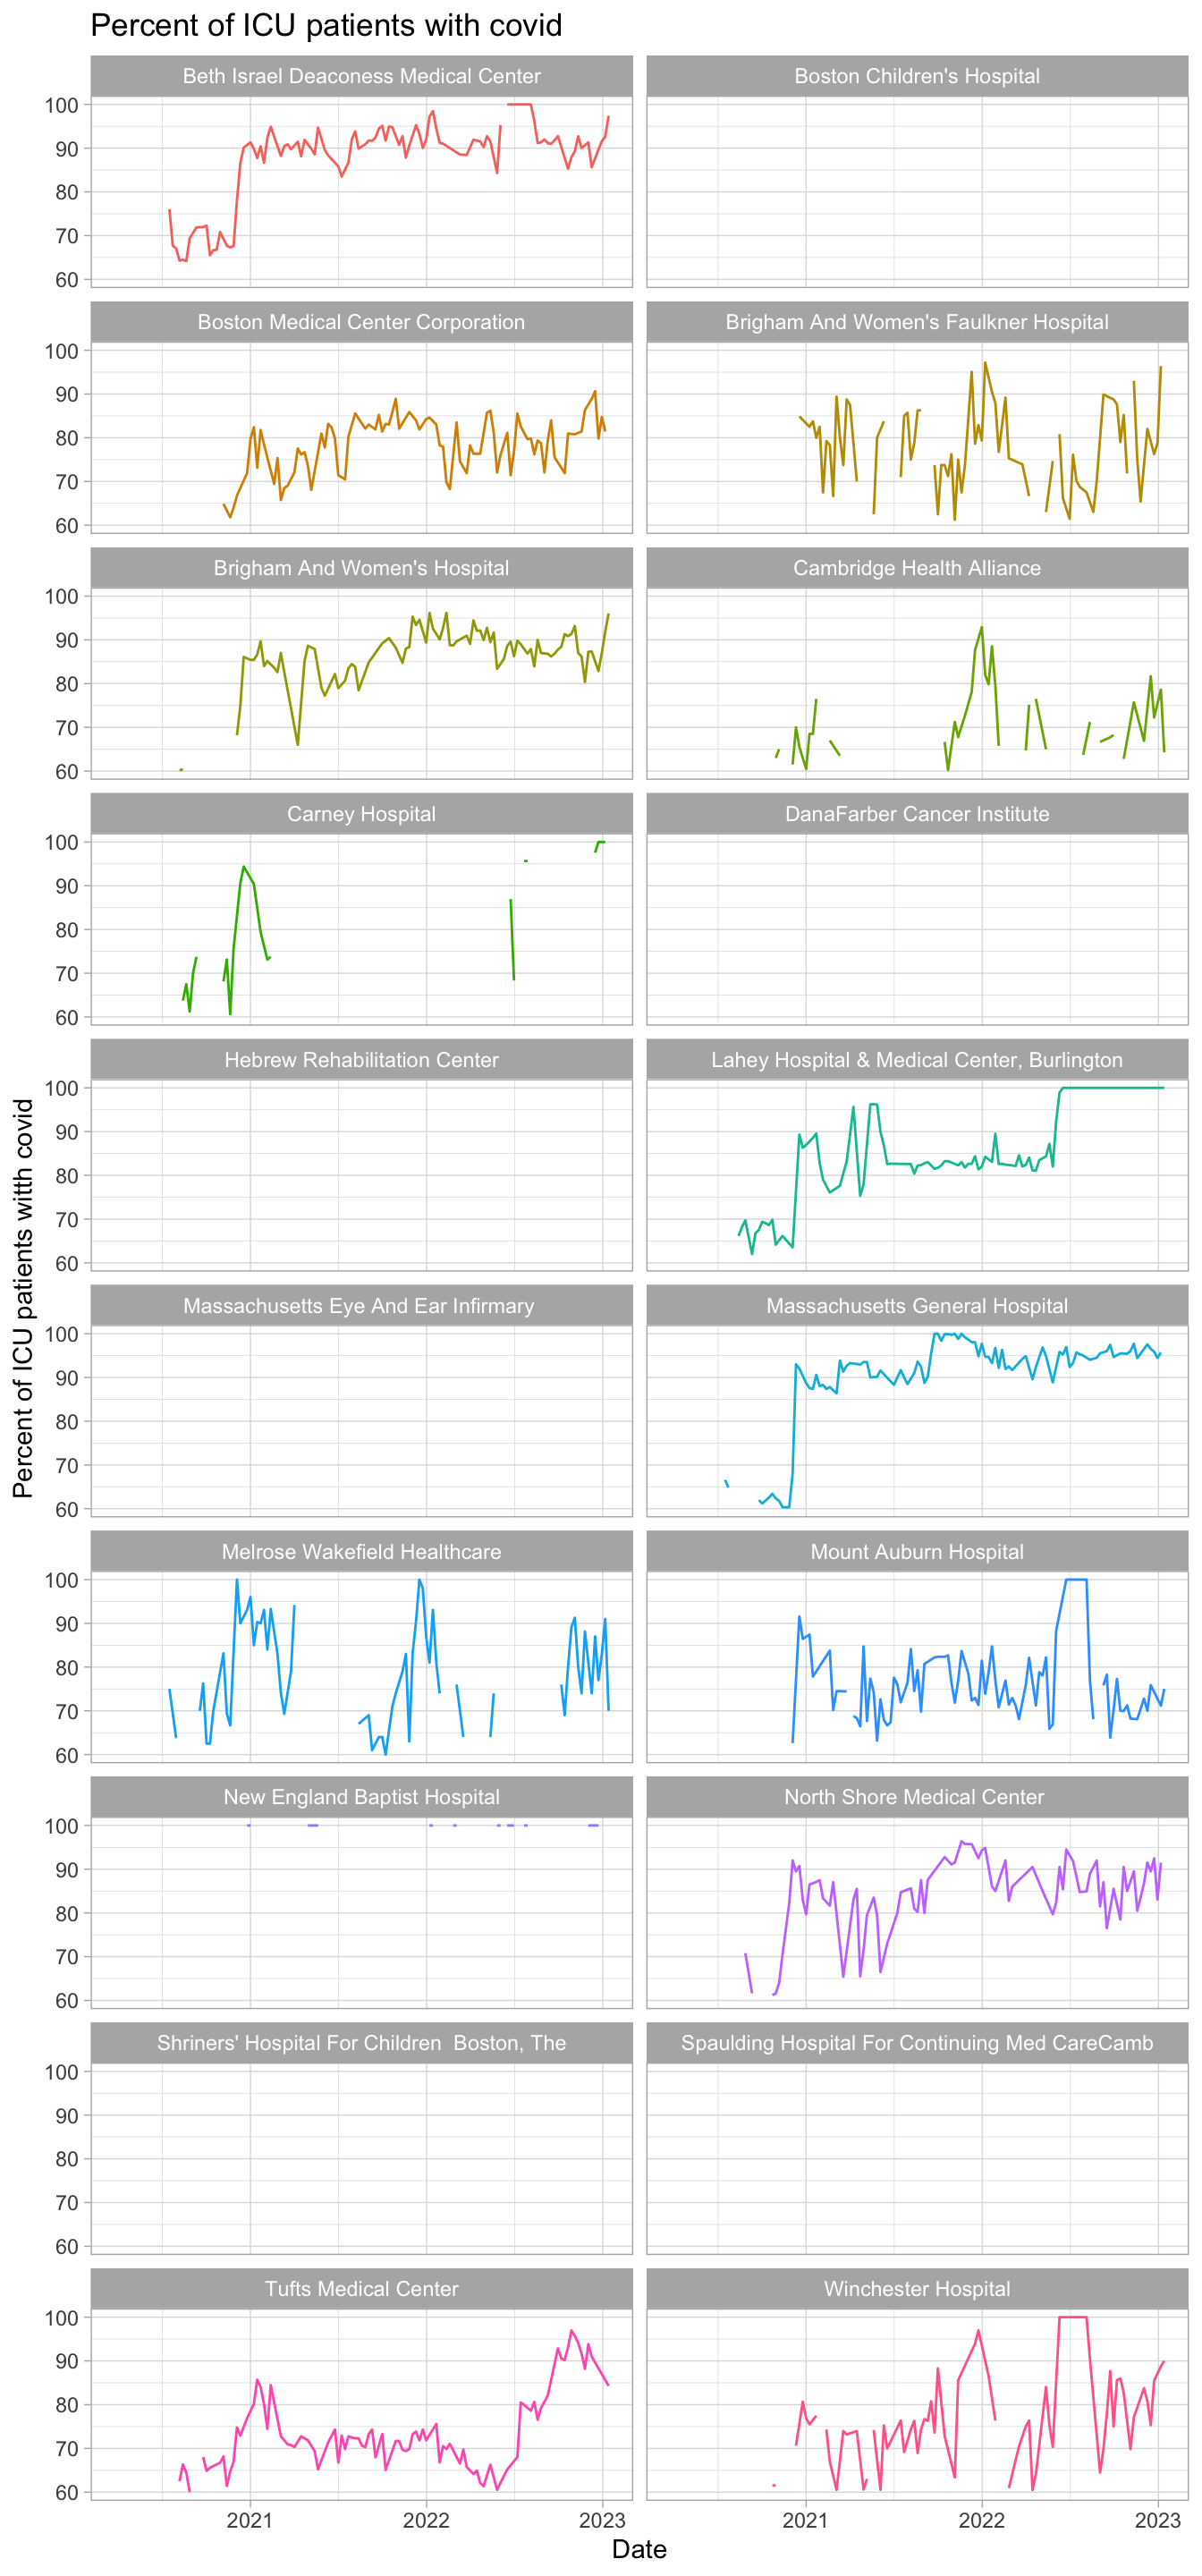 Percent of ICU patients with covid
Beth Israel Deaconess Medical Center
Boston Children's Hospital
100
90
80
70
60
Boston Medical Center Corporation
Brigham And Women's Faulkner Hospital
100
90
80
70
60
Brigham And Women's Hospital
Cambridge Health Alliance
100
90
80
70
60
Carney Hospital
DanaFarber Cancer Institute
100
90
80
70
60
Hebrew Rehabilitation Center
Lahey Hospital & Medical Center, Burlington
100
90
80
70
60
Percent of ICU patients with covid
Massachusetts Eye And Ear Infirmary
Massachusetts General Hospital
100
90
80
70
60
Melrose Wakefield Healthcare
Mount Auburn Hospital
100
90
80
70
60
New England Baptist Hospital
North Shore Medical Center
100
90
80
70
60
Shriners' Hospital For Children  Boston, The
Spaulding Hospital For Continuing Med CareCamb
100
90
80
70
60
Tufts Medical Center
Winchester Hospital
100
90
80
70
60
2021 2022 2023 2021 2022 2023
Date